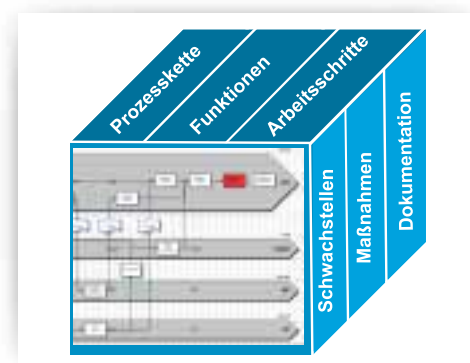 Prozesskette
Funktionen
Arbeitsschritte
Schwachstellen
Maßnahmen
Dokumentation